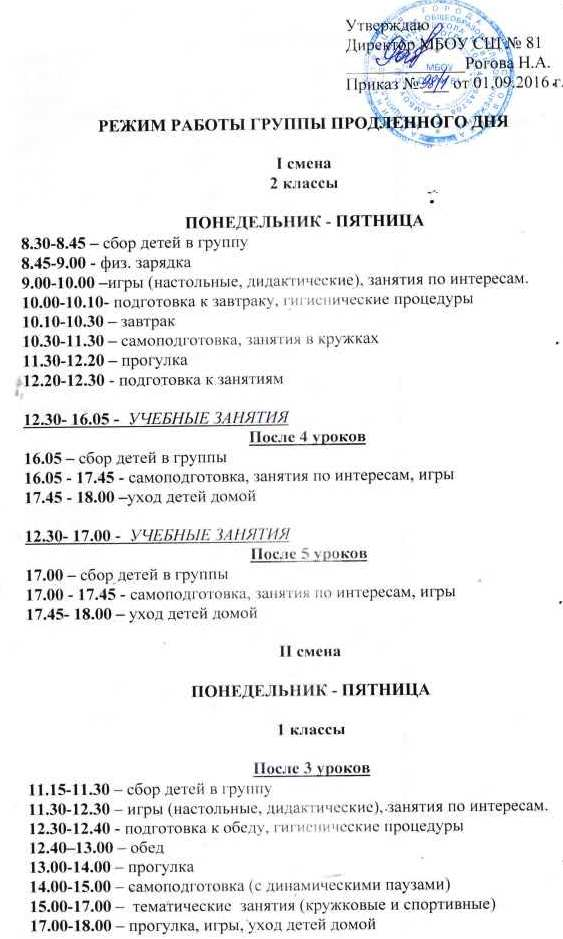 Утверждаю
Директор МБОУ СШ № 81
Рогова Н.А.
Приказ № 98/1 от 01.09.2016 г.
РЕЖИМ РАБОТЫ ГРУППЫ ПРОДЛЕННОГО ДНЯ
I смена
2 классы
ПОНЕДЕЛЬНИК - ПЯТНИЦА
8.30-8.45 – сбор детей в группу
8.45-9.00 - физ. зарядка
9.00-10.00 –игры (настольные, дидактические), занятия по интересам.
10.00-10.10- подготовка к завтраку, гигиенические процедуры
10.10-10.30 – завтрак
10.30-11.30 – самоподготовка, занятия в кружках
11.30-12.20 – прогулка
12.20-12.30 - подготовка к занятиям
12.30- 16.05 - УЧЕБНЫЕ ЗАНЯТИЯ
После 4 уроков
16.05 – сбор детей в группы
16.05 - 17.45 - самоподготовка, занятия по интересам, игры
17.45 - 18.00 –уход детей домой
12.30- 17.00 - УЧЕБНЫЕ ЗАНЯТИЯ
После 5 уроков
17.00 – сбор детей в группы
17.00 - 17.45 - самоподготовка, занятия по интересам, игры
17.45- 18.00 – уход детей домой
II смена
ПОНЕДЕЛЬНИК - ПЯТНИЦА
1 классы
После 3 уроков
11.15-11.30 – сбор детей в группу
11.30-12.30 – игры (настольные, дидактические), занятия по интересам.
12.30-12.40 - подготовка к обеду, гигиенические процедуры
12.40–13.00 – обед
13.00-14.00 – прогулка
14.00-15.00 – самоподготовка (с динамическими паузами)
15.00-17.00 – тематические занятия (кружковые и спортивные)
17.00-18.00 – прогулка, игры, уход детей домой